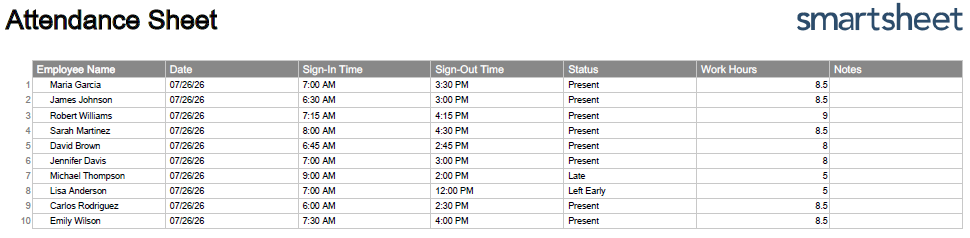 Attendance Sheet
smartsheet
Employee Name Date Sign-In Time Sign-Out Time Status Work Hours Notes
1 Maria Garcia 07/26/26 7:00 AM 3:30 PM Present 8.5
2 James Johnson 07/26/26 6:30 AM 3:00 PM Present 8.5
3 Robert Williams 07/26/26 7:15 AM 4:15 PM Present 9
4 Sarah Martinez 07/26/26 8:00 AM 4:30 PM Present 8.5
5 David Brown 07/26/26 6:45 AM 2:45 PM Present 8
6 Jennifer Davis 07/26/26 7:00 AM 3:00 PM Present 8
7 Michael Thompson 07/26/26 9:00 AM 2:00 PM Late 5
8 Lisa Anderson 07/26/26 7:00 AM 12:00 PM Left Early 5
9 Carlos Rodriguez 07/26/26 6:00 AM 2:30 PM Present 8.5
10 Emily Wilson 07/26/26 7:30 AM 4:00 PM Present 8.5